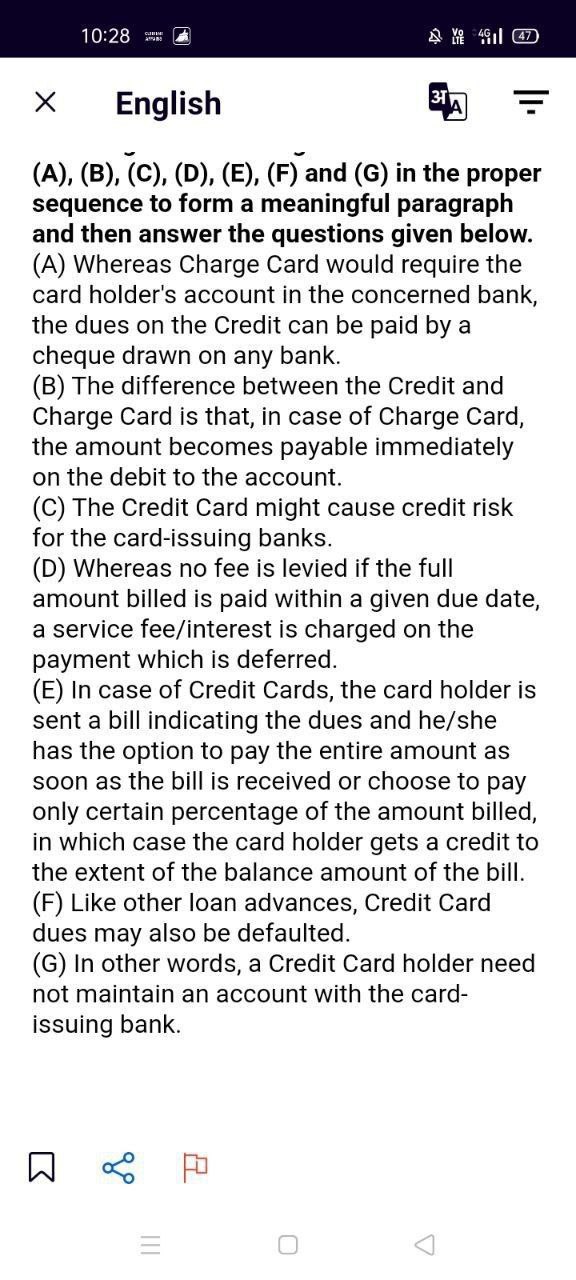 10:28 CURRENT AFFAIRS Vo LTE 4G 47
English अ A
(A), (B), (C), (D), (E), (F) and (G) in the proper
sequence to form a meaningful paragraph
and then answer the questions given below.
(A) Whereas Charge Card would require the
card holder's account in the concerned bank,
the dues on the Credit can be paid by a
cheque drawn on any bank.
(B) The difference between the Credit and
Charge Card is that, in case of Charge Card,
the amount becomes payable immediately
on the debit to the account.
(C) The Credit Card might cause credit risk
for the card-issuing banks.
(D) Whereas no fee is levied if the full
amount billed is paid within a given due date,
a service fee/interest is charged on the
payment which is deferred.
(E) In case of Credit Cards, the card holder is
sent a bill indicating the dues and he/she
has the option to pay the entire amount as
soon as the bill is received or choose to pay
only certain percentage of the amount billed,
in which case the card holder gets a credit to
the extent of the balance amount of the bill.
(F) Like other loan advances, Credit Card
dues may also be defaulted.
(G) In other words, a Credit Card holder need
not maintain an account with the card-
issuing bank.